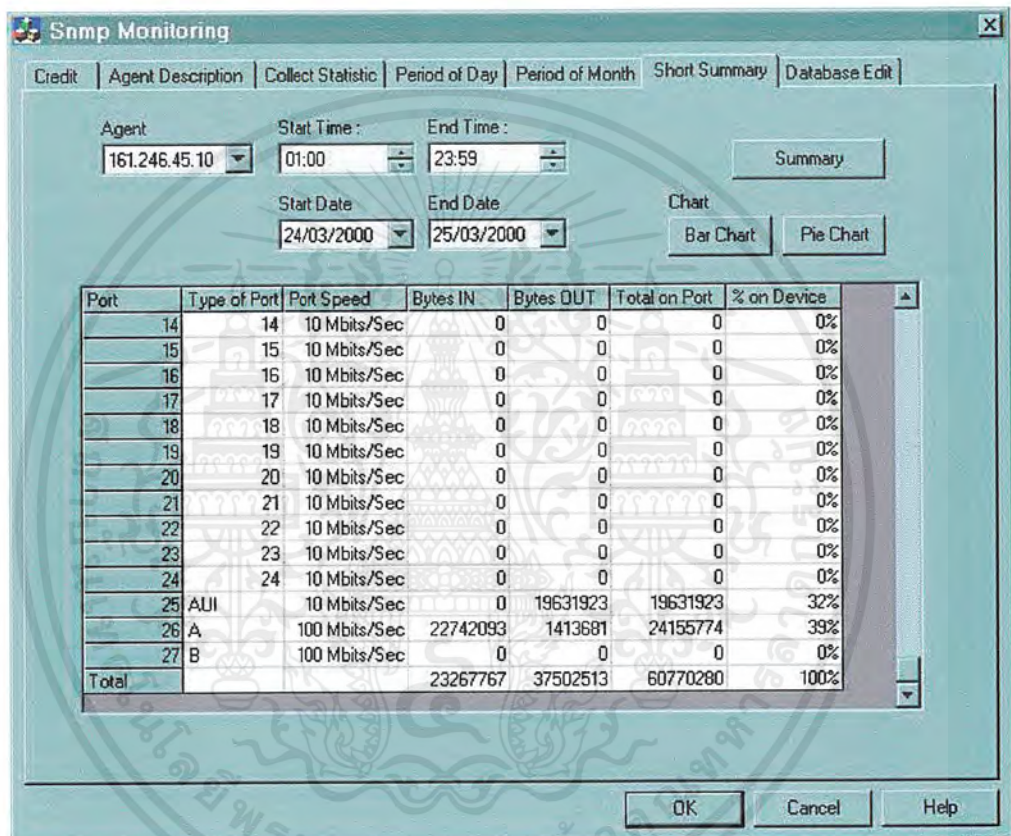 Snmp Monitoring
Credit Agent Description Collect Statistic Period of Day Period of Month Short Summary Database Edit
Agent Start Time : End Time :
161.246.45.10 01:00 23:59 Summary
Start Date End Date Chart
24/03/2000 25/03/2000 Bar Chart Pie Chart
Port Type of Port Port Speed Bytes IN Bytes OUT Total on Port % on Device
14 14 10 Mbits/Sec 0 0 0 0%
15 15 10 Mbits/Sec 0 0 0 0%
16 16 10 Mbits/Sec 0 0 0 0%
17 17 10 Mbits/Sec 0 0 0 0%
18 18 10 Mbits/Sec 0 0 0 0%
19 19 10 Mbits/Sec 0 0 0 0%
20 20 10 Mbits/Sec 0 0 0 0%
21 21 10 Mbits/Sec 0 0 0 0%
22 22 10 Mbits/Sec 0 0 0 0%
23 23 10 Mbits/Sec 0 0 0 0%
24 24 10 Mbits/Sec 0 0 0 0%
25 AUI 10 Mbits/Sec 0 19631923 19631923 32%
26 A 100 Mbits/Sec 22742093 1413681 24155774 39%
27 B 100 Mbits/Sec 0 0 0 0%
Total 23267767 37502513 60770280 100%
OK Cancel Help